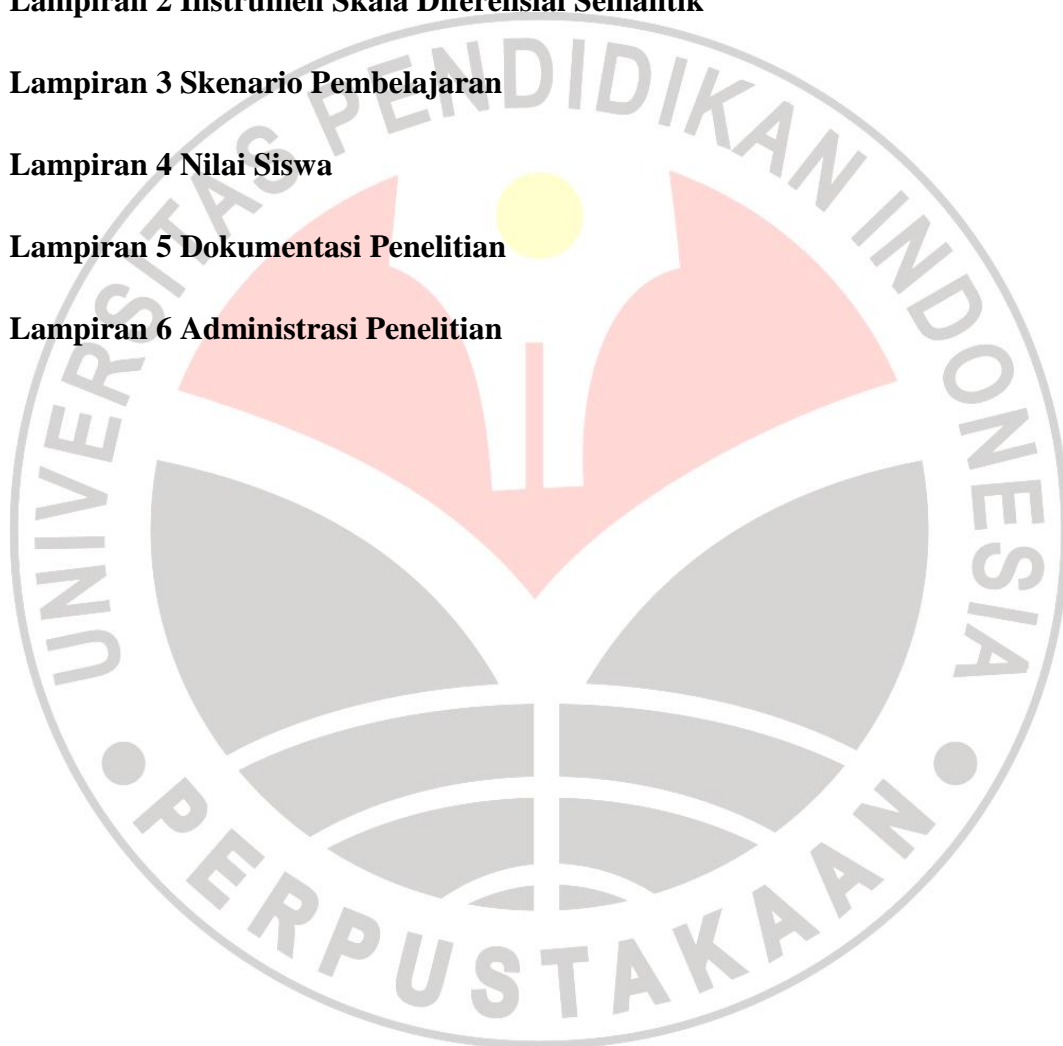 Lampiran 2 Instrumen Skala Diferensial Semantik
Lampiran 3 Skenario Pembelajaran
Lampiran 4 Nilai Siswa
Lampiran 5 Dokumentasi Penelitian
Lampiran 6 Administrasi Penelitian
UNIVERSITAS PENDIDIKAN INDONESIA
PERPUSTAKAAN